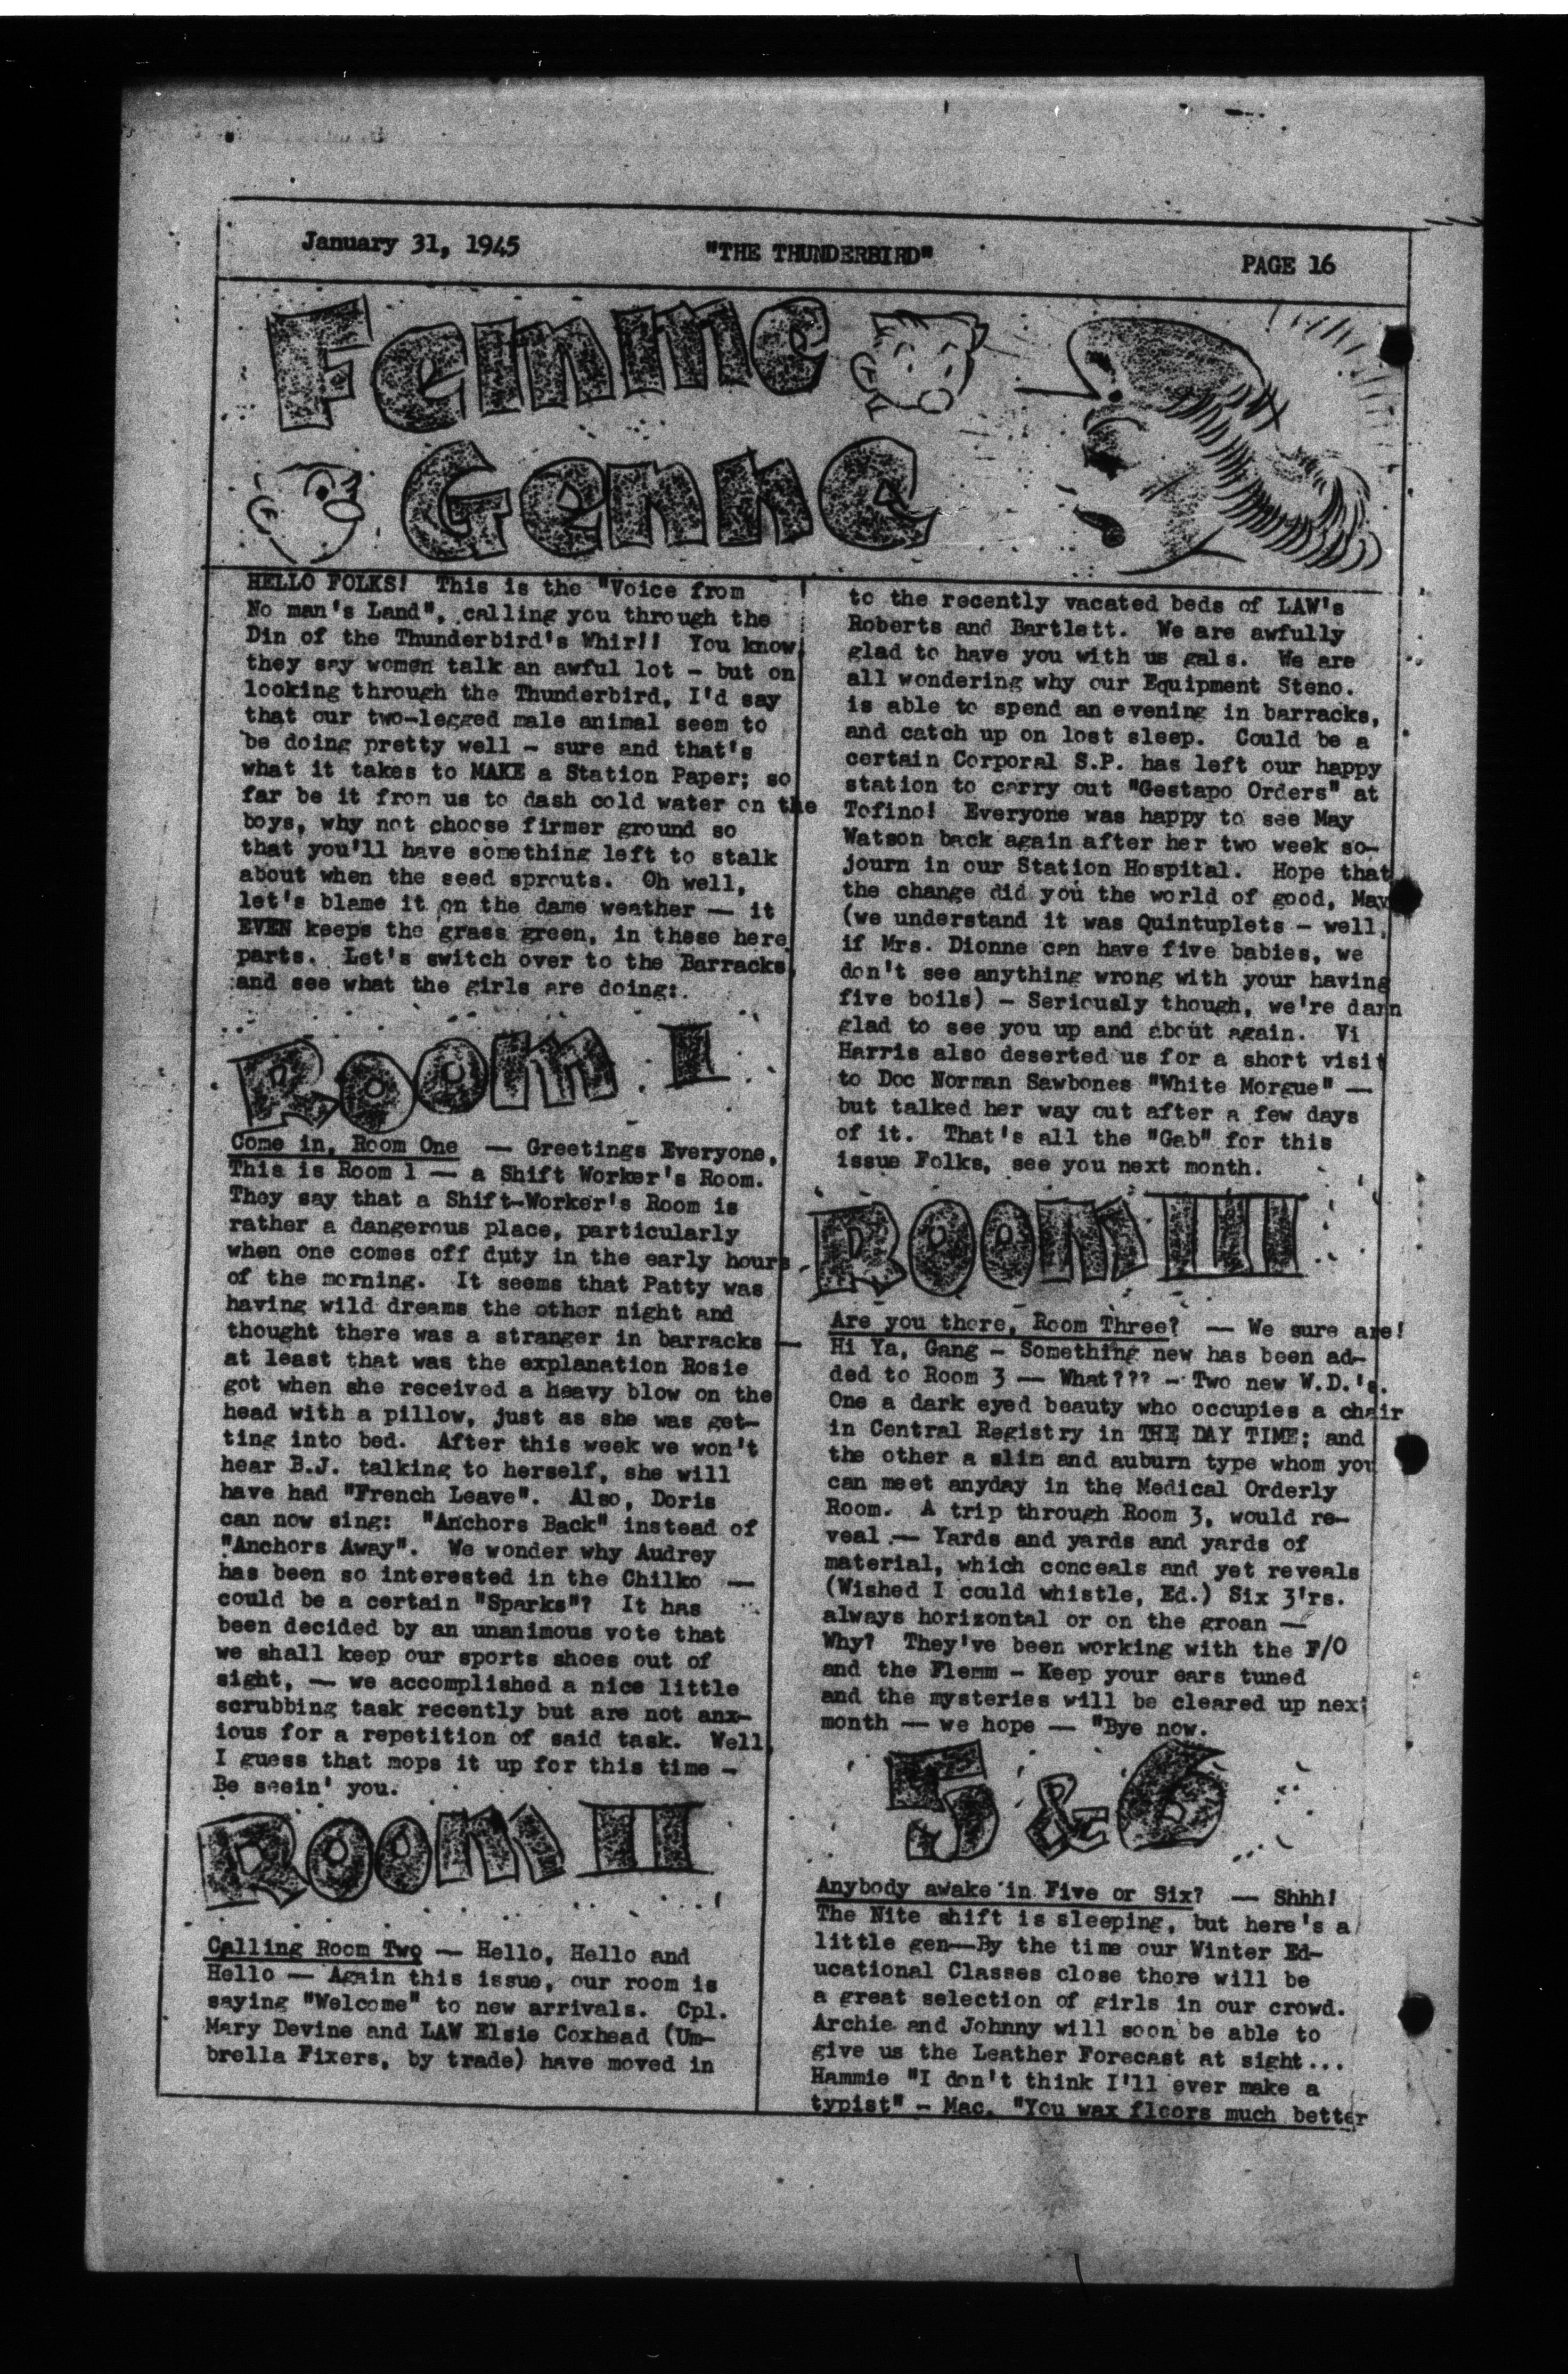 January 31, 1945
"THE THUNDERBIRD"
PAGE 16
Femme
Genne
HELLO FOLKS! This is the "Voice from
No man's Land", calling you through the
Din of the Thunderbird's Whir!! You know
they say women talk an awful lot - but on
looking through the Thunderbird, I'd say
that our two-legged male animal seem to
be doing pretty well - sure and that's
what it takes to MAKE a Station Paper; so
far be it from us to dash cold water on the
boys, why not choose firmer ground so
that you'll have something left to stalk
about when the seed sprouts. Oh well,
let's blame it on the dame weather — it
EVEN keeps the grass green, in these here
parts. Let's switch over to the Barracks
and see what the girls are doing:.
Room I
Come in, Room One — Greetings Everyone,
This is Room 1 — a Shift Worker's Room.
They say that a Shift-Worker's Room is
rather a dangerous place, particularly
when one comes off duty in the early hours
of the morning. It seems that Patty was
having wild dreams the other night and
thought there was a stranger in barracks —
at least that was the explanation Rosie
got when she received a heavy blow on the
head with a pillow, just as she was get-
ting into bed. After this week we won't
hear B.J. talking to herself, she will
have had "French Leave". Also, Doris
can now sing: "Anchors Back" instead of
"Anchors Away". We wonder why Audrey
has been so interested in the Chilko —
could be a certain "Sparks"? It has
been decided by an unanimous vote that
we shall keep our sports shoes out of
sight, — we accomplished a nice little
scrubbing task recently but are not anx-
ious for a repetition of said task. Well,
I guess that mops it up for this time -
Be seein' you.
Room II
Calling Room Two — Hello, Hello and
Hello — Again this issue, our room is
saying "Welcome" to new arrivals. Cpl.
Mary Devine and LAW Elsie Coxhead (Um-
brella Fixers, by trade) have moved in
to the recently vacated beds of LAW's
Roberts and Bartlett. We are awfully
glad to have you with us gals. We are
all wondering why our Equipment Steno.
is able to spend an evening in barracks,
and catch up on lost sleep. Could be a
certain Corporal S.P. has left our happy
station to carry out "Gestapo Orders" at
Tofino! Everyone was happy to see May
Watson back again after her two week so-
journ in our Station Hospital. Hope that
the change did you the world of good, May
(we understand it was Quintuplets - well,
if Mrs. Dionne can have five babies, we
don't see anything wrong with your having
five boils) - Seriously though, we're darn
glad to see you up and about again. Vi
Harris also deserted us for a short visit
to Doc Norman Sawbones "White Morgue" —
but talked her way out after a few days
of it. That's all the "Gab" for this
issue Folks, see you next month.
Room III
Are you there, Room Three? — We sure are!
Hi Ya, Gang - Something new has been ad-
ded to Room 3 — What??? - Two new W.D.'s.
One a dark eyed beauty who occupies a chair
in Central Registry in THE DAY TIME; and
the other a slim and auburn type whom you
can meet anyday in the Medical Orderly
Room. A trip through Room 3, would re-
veal — Yards and yards and yards of
material, which conceals and yet reveals
(Wished I could whistle, Ed.) Six 3'rs.
always horizontal or on the groan —
Why? They've been working with the F/O
and the Flemm - Keep your ears tuned
and the mysteries will be cleared up next
month — we hope — "Bye now.
5 & 6
Anybody awake in Five or Six? — Shhh!
The Nite shift is sleeping, but here's a
little gen—By the time our Winter Ed-
ucational Classes close there will be
a great selection of girls in our crowd.
Archie and Johnny will soon be able to
give us the Leather Forecast at sight...
Hammie "I don't think I'll ever make a
typist" - Mac. "You wax floors much better